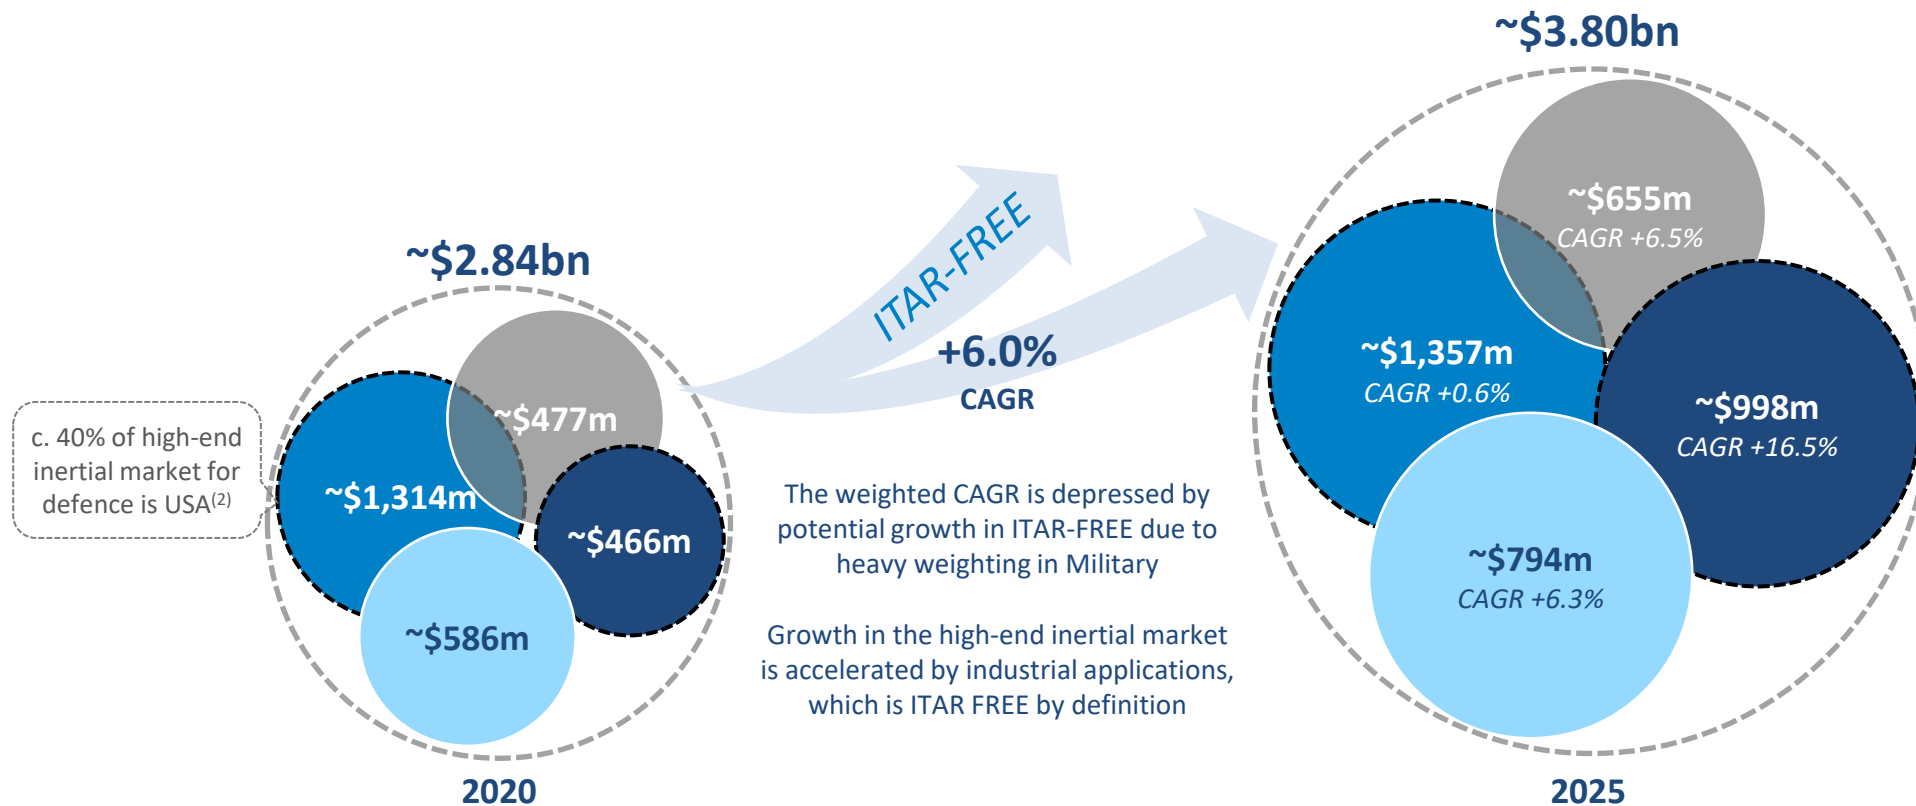 ~$2.84bn
~$477m
~$1,314m
~$466m
~$586m
c. 40% of high-end
inertial market for
defence is USA(2)
2020
ITAR-FREE
+6.0%
CAGR
The weighted CAGR is depressed by
potential growth in ITAR-FREE due to
heavy weighting in Military
Growth in the high-end inertial market
is accelerated by industrial applications,
which is ITAR FREE by definition
~$3.80bn
~$655m
CAGR +6.5%
~$1,357m
CAGR +0.6%
~$998m
CAGR +16.5%
~$794m
CAGR +6.3%
2025